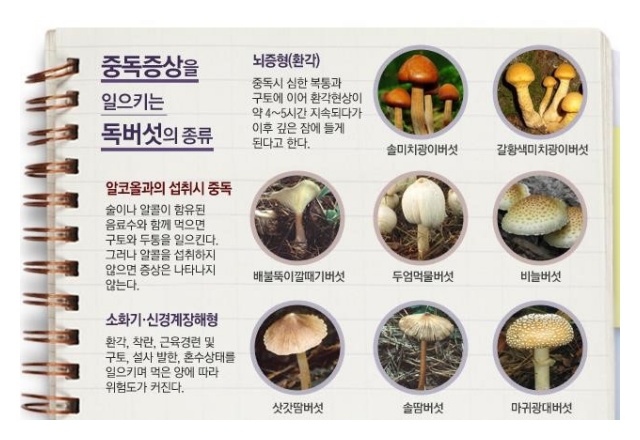 중독증상을
일으키는
독버섯의 종류
뇌증형(환각)
중독시 심한 복통과
구토에 이어 환각현상이
약 4~5시간 지속되다가
이후 깊은 잠에 들게
된다고 한다.
솔미치광이버섯
갈황색미치광이버섯
알코올과의 섭취시 중독
술이나 알콜이 함유된
음료수와 함께 먹으면
구토와 두통을 일으킨다.
그러나 알콜을 섭취하지
않으면 증상은 나타나지
않는다.
배불뚝이깔때기버섯
두엄먹물버섯
비늘버섯
소화기·신경계장해형
환각, 착란, 근육경련 및
구토, 설사 발한, 혼수상태를
일으키며 먹은 양에 따라
위험도가 커진다.
삿갓땀버섯
솔땀버섯
마귀광대버섯